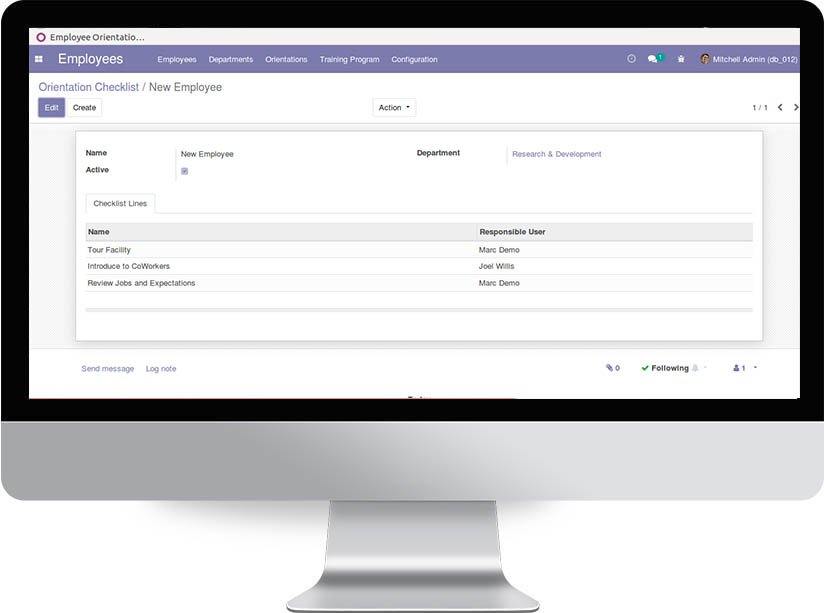 Employee Orientatio...
Employees Employees Departments Orientations Training Program Configuration 1 Mitchell Admin (db_012)
Orientation Checklist / New Employee
Edit Create Action 1 / 1
Name New Employee Department Research & Development
Active
Checklist Lines
Name Responsible User
Tour Facility Marc Demo
Introduce to CoWorkers Joel Willis
Review Jobs and Expectations Marc Demo
Send message Log note 0 Following 1